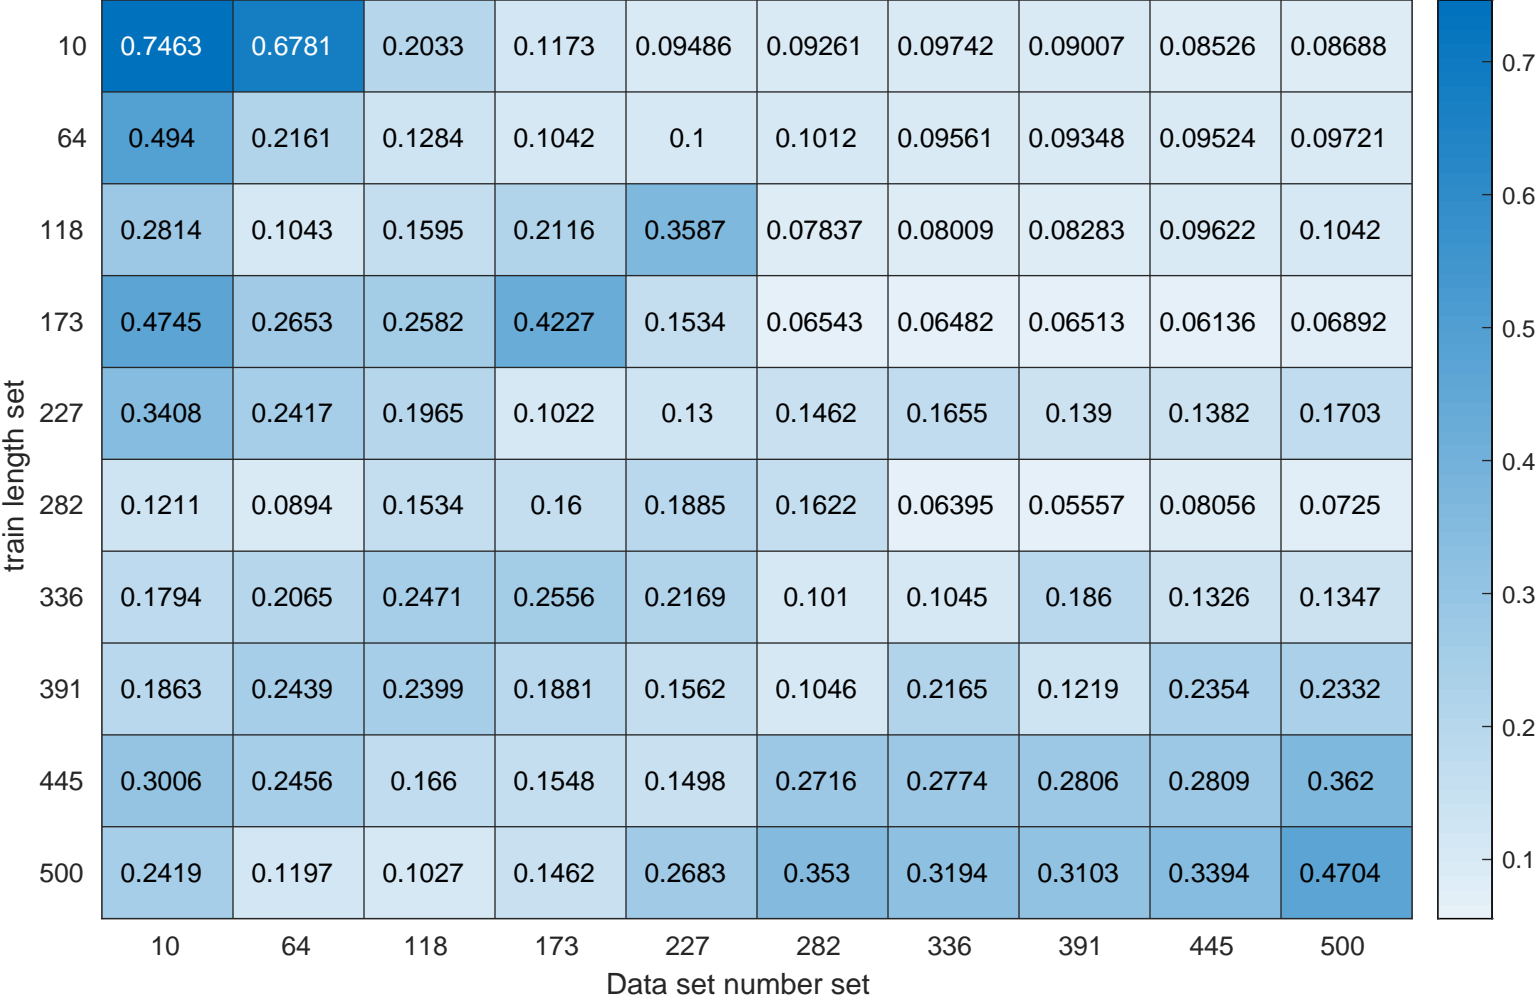 10 0.7463 0.6781 0.2033 0.1173 0.09486 0.09261 0.09742 0.09007 0.08526 0.08688
64 0.494 0.2161 0.1284 0.1042 0.1 0.1012 0.09561 0.09348 0.09524 0.09721
118 0.2814 0.1043 0.1595 0.2116 0.3587 0.07837 0.08009 0.08283 0.09622 0.1042
173 0.4745 0.2653 0.2582 0.4227 0.1534 0.06543 0.06482 0.06513 0.06136 0.06892
227 0.3408 0.2417 0.1965 0.1022 0.13 0.1462 0.1655 0.139 0.1382 0.1703
282 0.1211 0.0894 0.1534 0.16 0.1885 0.1622 0.06395 0.05557 0.08056 0.0725
336 0.1794 0.2065 0.2471 0.2556 0.2169 0.101 0.1045 0.186 0.1326 0.1347
391 0.1863 0.2439 0.2399 0.1881 0.1562 0.1046 0.2165 0.1219 0.2354 0.2332
445 0.3006 0.2456 0.166 0.1548 0.1498 0.2716 0.2774 0.2806 0.2809 0.362
500 0.2419 0.1197 0.1027 0.1462 0.2683 0.353 0.3194 0.3103 0.3394 0.4704
10 64 118 173 227 282 336 391 445 500
Data set number set
train length set
0.7
0.6
0.5
0.4
0.3
0.2
0.1